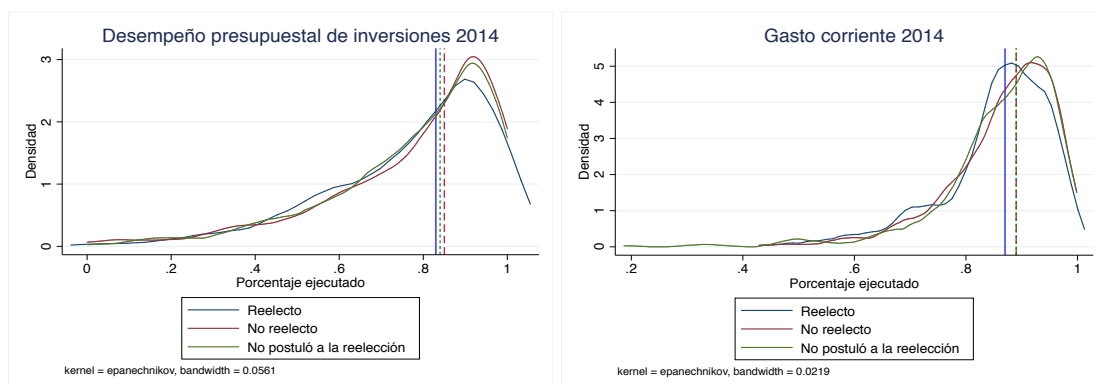 Desempeño presupuestal de inversiones 2014
Densidad
3
2
1
0
0 .2 .4 .6 .8 1
Porcentaje ejecutado
Reelecto
No reelecto
No postuló a la reelección
kernel = epanechnikov, bandwidth = 0.0561
Gasto corriente 2014
Densidad
5
4
3
2
1
0
.2 .4 .6 .8 1
Porcentaje ejecutado
Reelecto
No reelecto
No postuló a la reelección
kernel = epanechnikov, bandwidth = 0.0219